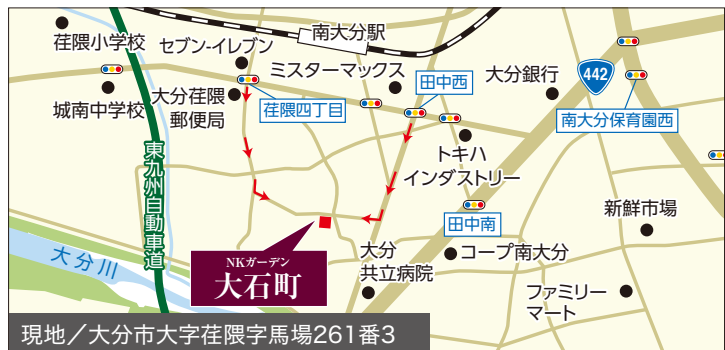 南大分駅
荏隈小学校
セブン-イレブン
ミスターマックス
田中西
大分銀行
442
城南中学校
大分荏隈
郵便局
荏隈四丁目
南大分保育園西
トキハ
インダストリー
東九州自動車道
新鮮市場
田中南
大分川
NKガーデン
大石町
大分
共立病院
コープ南大分
ファミリー
マート
現地／大分市大字荏隈字馬場261番3